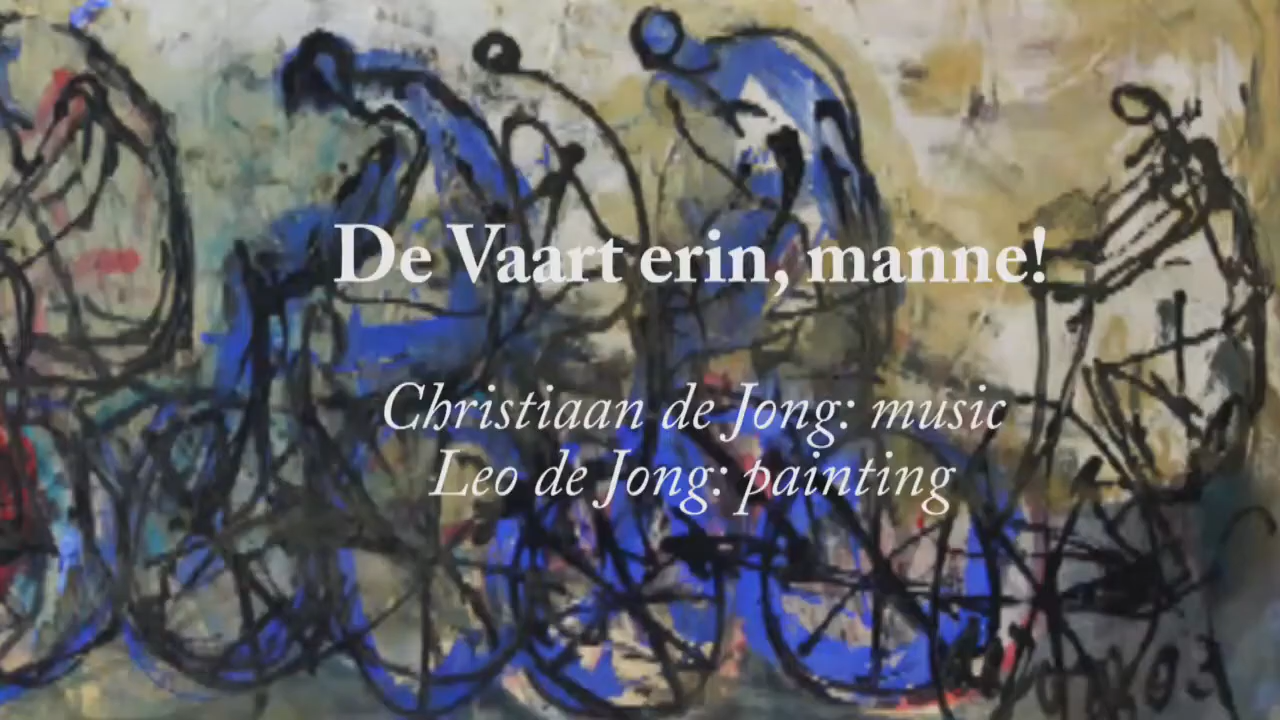 De Vaart erin, manne!
Christiaan de Jong: music
Leo de Jong: painting